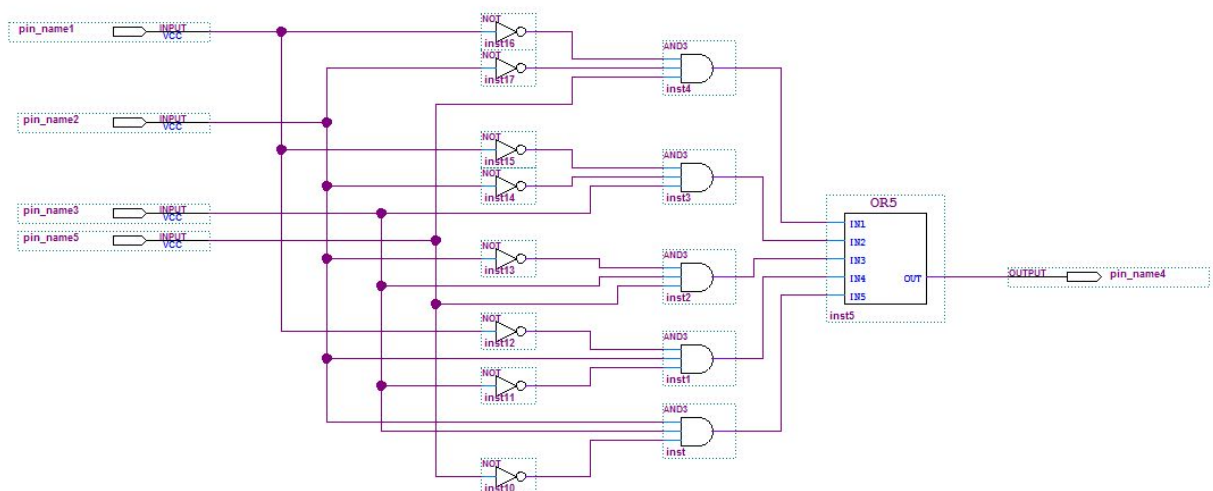 pin_name1
INPUT
VCC
NOT
inst16
NOT
inst17
AND3
inst4
pin_name2
INPUT
VCC
NOT
inst15
NOT
inst14
AND3
inst3
pin_name3
INPUT
VCC
pin_name5
INPUT
VCC
OR5
IN1
IN2
IN3
IN4
IN5
OUT
inst5
OUTPUT
pin_name4
NOT
inst13
AND3
inst2
NOT
inst12
AND3
inst1
NOT
inst11
AND3
inst
NOT
inst10